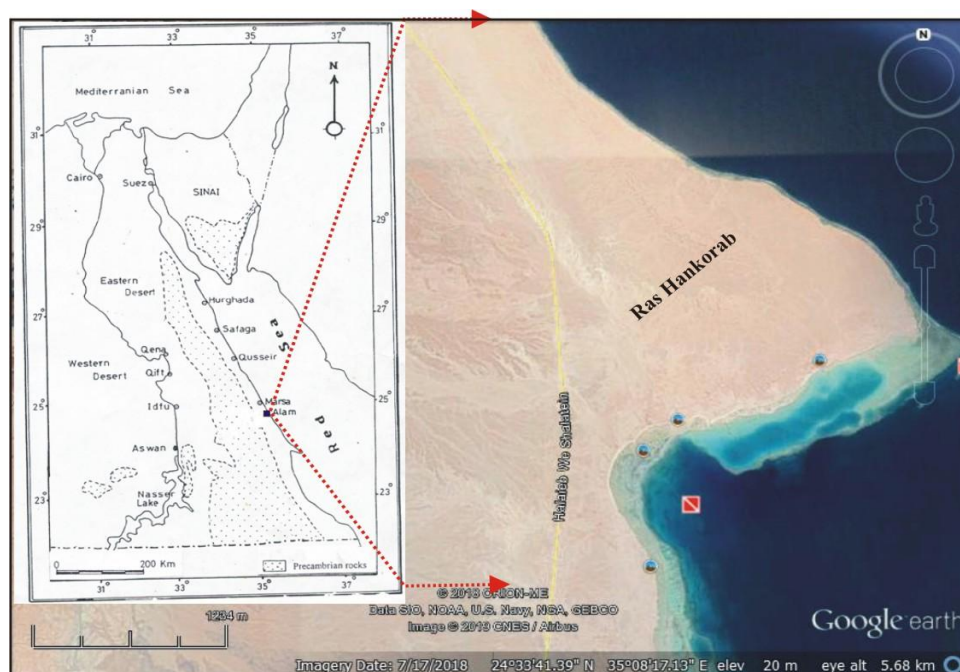 31
33
35
37
N
Mediterranean Sea
31°
31°
Cairo
Suez
SINAI
29°
29°
Eastern
Desert
Hurghada
27°
27°
Safaga
Red Sea
Western
Desert
Qena
Qift
Qusseir
25°
25°
Idfu
Marsa
Alam
Aswan
23°
23°
Nasser
Lake
0 200 Km
Precambrian rocks
31°
33
35°
37
N
Ras Hankorab
Halaieb We Shalatein
© 2018 ORION-ME
Data SIO, NOAA, U.S. Navy, NGA, GEBCO
Image © 2019 CNES / Airbus
1234 m
Google earth
Imagery Date: 7/17/2018 24°33'41.39" N 35°08'17.13" E elev 20 m eye alt 5.68 km